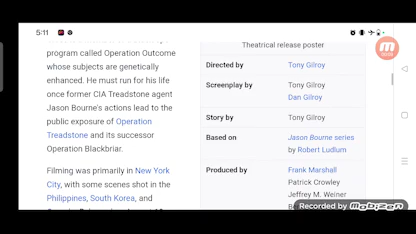 5:11
program called Operation Outcome
whose subjects are genetically
enhanced. He must run for his life
once former CIA Treadstone agent
Jason Bourne's actions lead to the
public exposure of Operation
Treadstone and its successor
Operation Blackbriar.
Filming was primarily in New York
City, with some scenes shot in the
Philippines, South Korea, and
Theatrical release poster
Directed by Tony Gilroy
Screenplay by Tony Gilroy
Dan Gilroy
Story by Tony Gilroy
Based on Jason Bourne series
by Robert Ludlum
Produced by Frank Marshall
Patrick Crowley
Jeffrey M. Weiner
Recorded by Mobizen